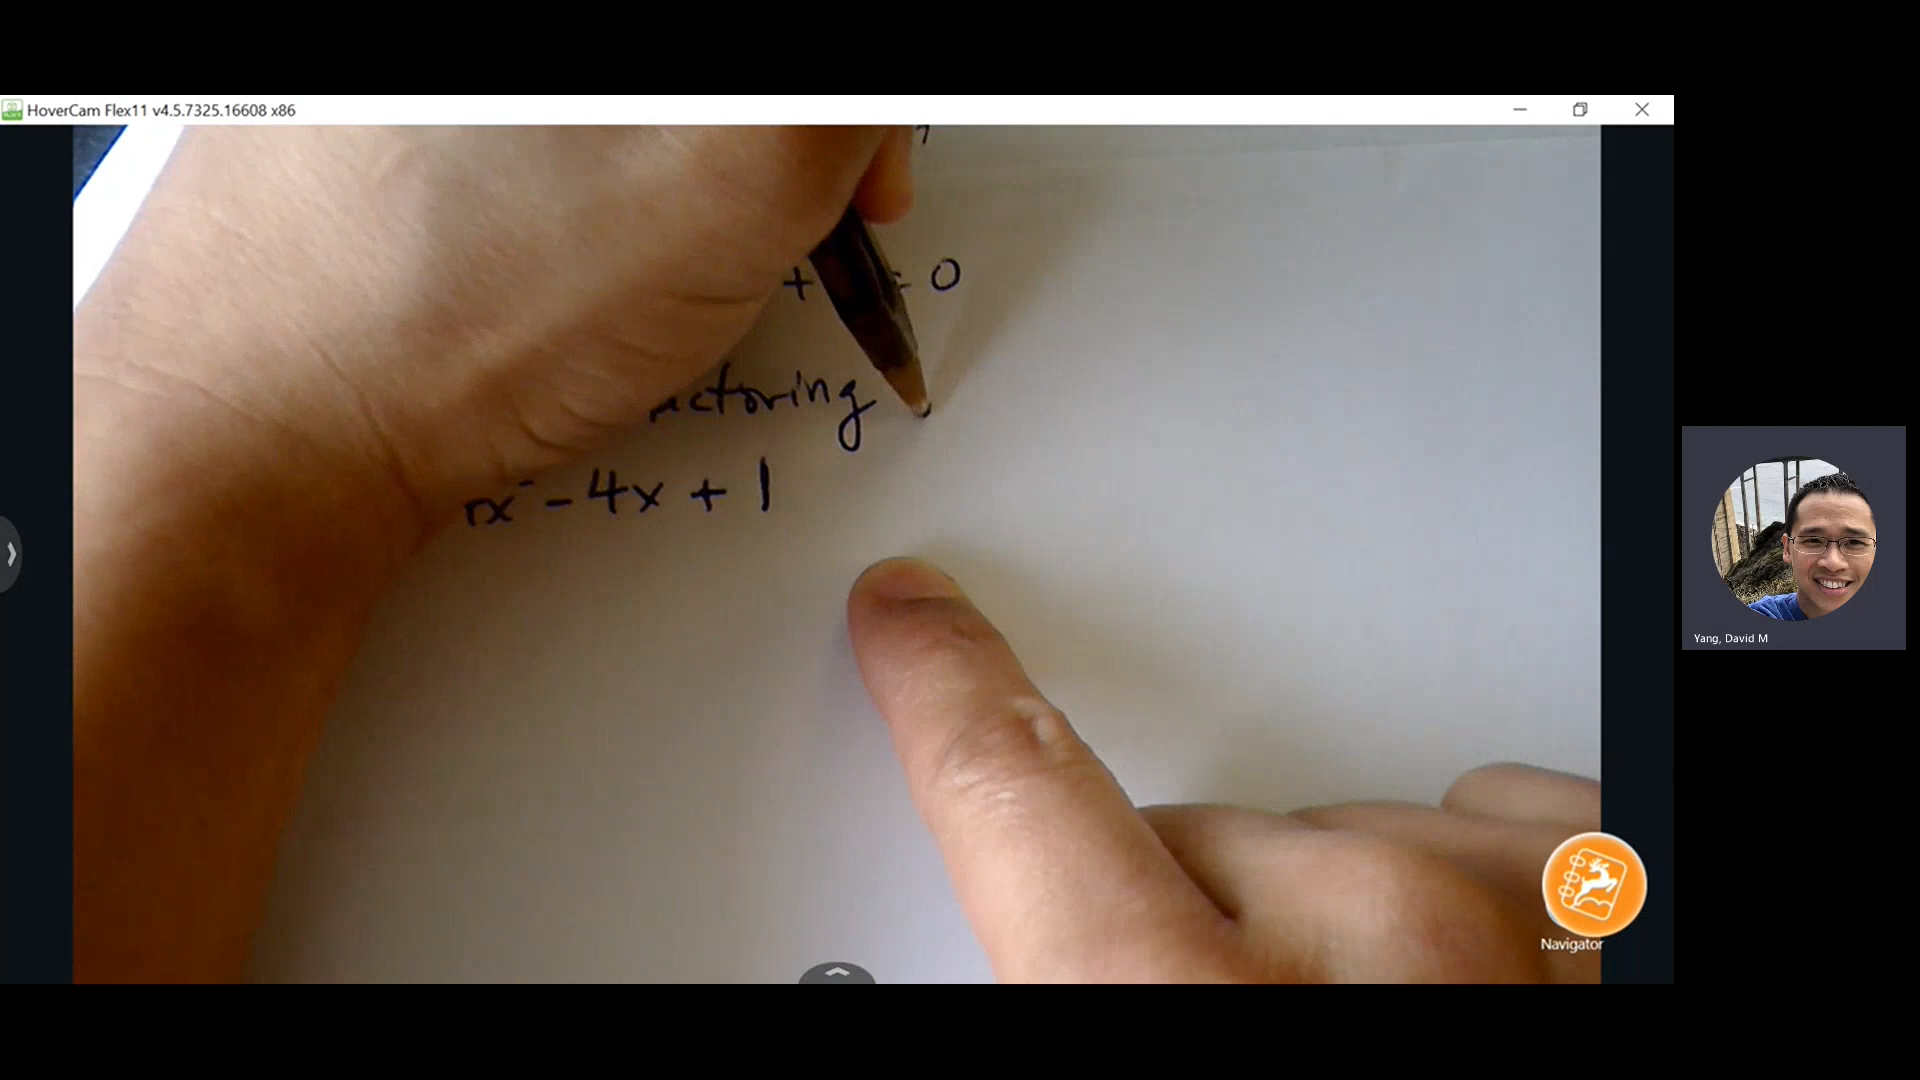 HoverCam Flex11 v4.5.7325.16608 x86
+ = 0
actoring
x - 4x + 1
Yang, David M
Navigator